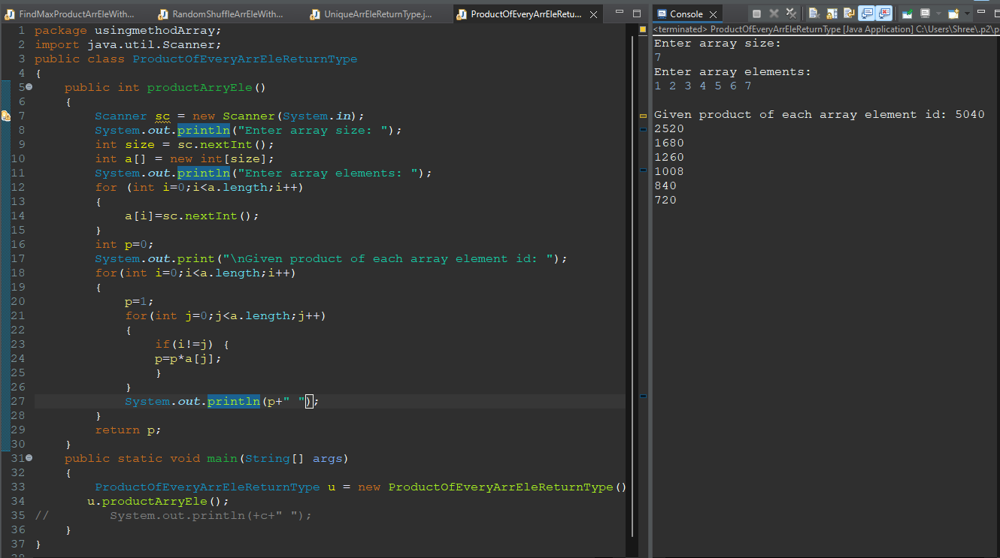 FindMaxProductArrEleWith... RandomShuffleArrEleWith... UniqueArrEleReturnType.j... ProductOfEveryArrEleRetu...
1 package usingmethodArray;
2 import java.util.Scanner;
3 public class ProductOfEveryArrEleReturnType
4 {
5 public int productArryEle()
6 {
7 Scanner sc = new Scanner(System.in);
8 System.out.println("Enter array size: ");
9 int size = sc.nextInt();
10 int a[] = new int[size];
11 System.out.println("Enter array elements: ");
12 for (int i=0;i<a.length;i++)
13 {
14 a[i]=sc.nextInt();
15 }
16 int p=0;
17 System.out.print("\nGiven product of each array element id: ");
18 for(int i=0;i<a.length;i++)
19 {
20 p=1;
21 for(int j=0;j<a.length;j++)
22 {
23 if(i!=j) {
24 p=p*a[j];
25 }
26 }
27 System.out.println(p+" ");
28 }
29 return p;
30 }
31 public static void main(String[] args)
32 {
33 ProductOfEveryArrEleReturnType u = new ProductOfEveryArrEleReturnType()
34 u.productArryEle();
35 // System.out.println(+c+" ");
36 }
37 }
Console
<terminated> ProductOfEveryArrEleReturnType [Java Application] C:\Users\Shree\.p2\p
Enter array size:
7
Enter array elements:
1 2 3 4 5 6 7
Given product of each array element id: 5040
2520
1680
1260
1008
840
720